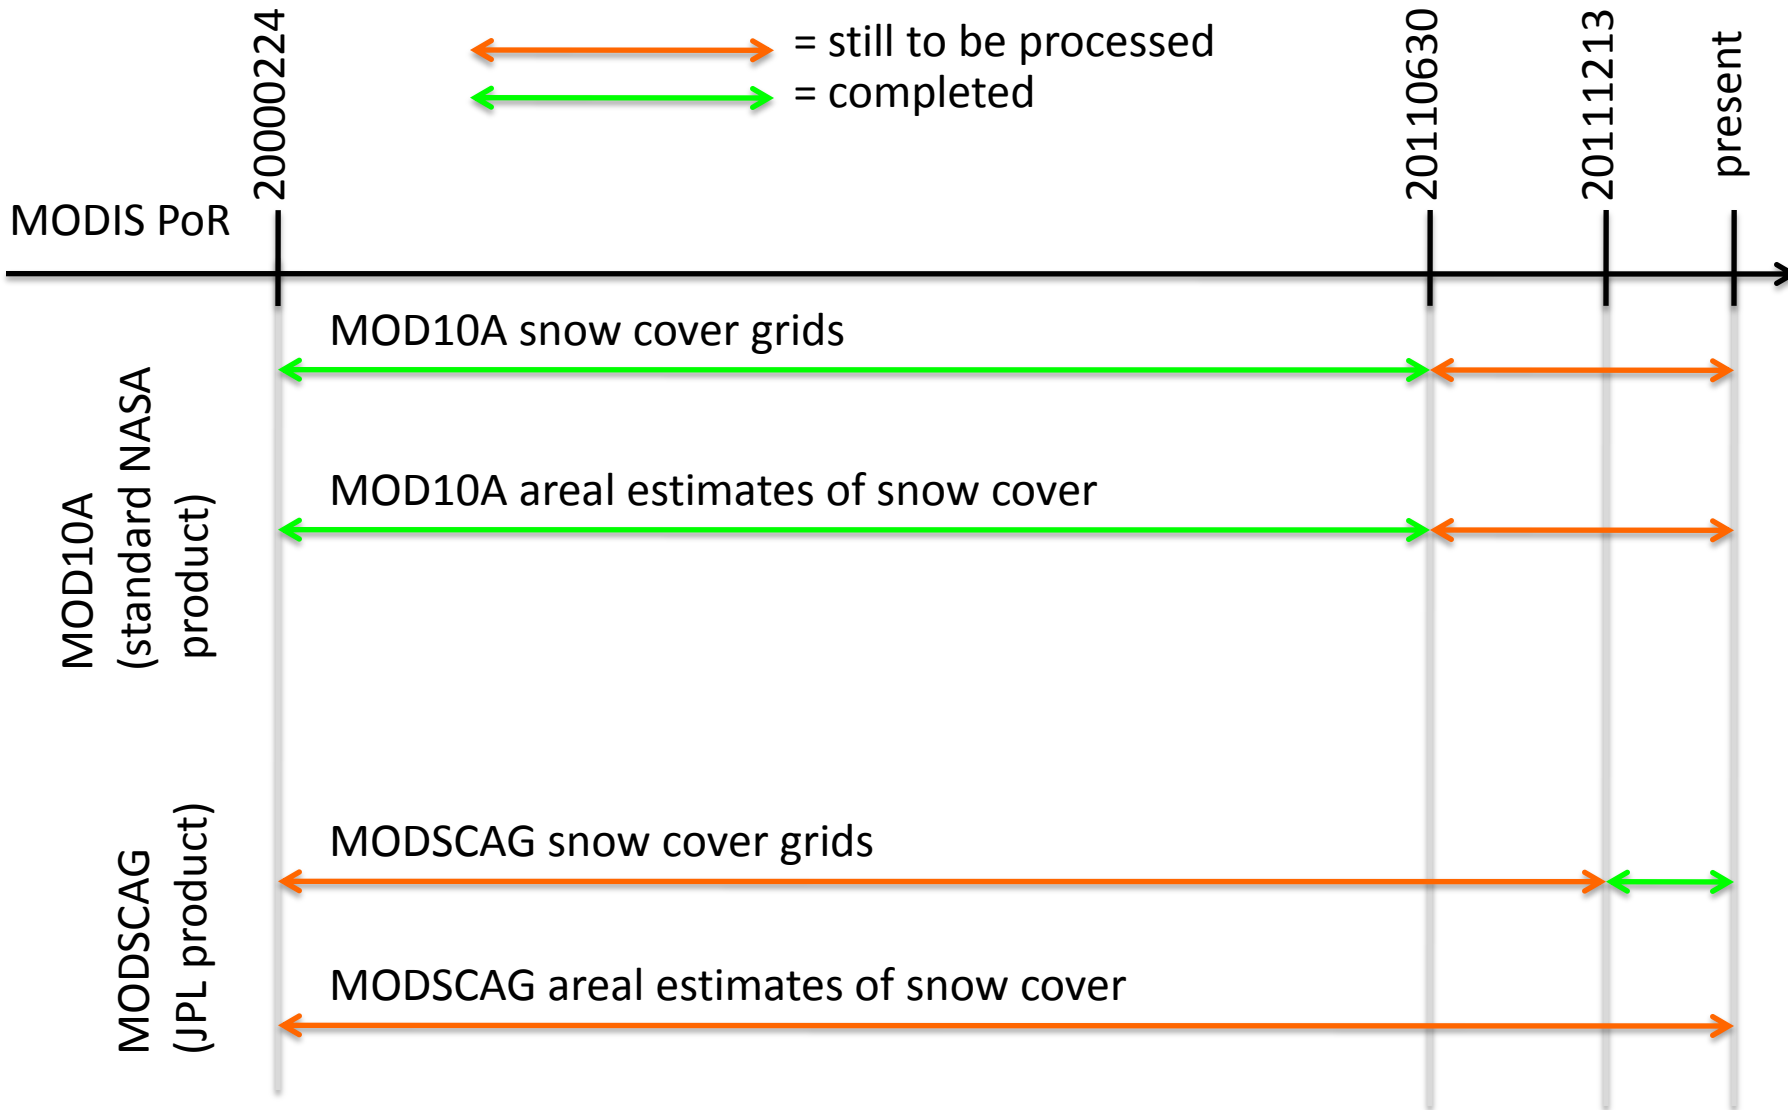 20000224
= still to be processed
= completed
20110630
20111213
present
MODIS PoR
MOD10A snow cover grids
MOD10A areal estimates of snow cover
MOD10A
(standard NASA
product)
MODSCAG snow cover grids
MODSCAG areal estimates of snow cover
MODSCAG
(JPL product)